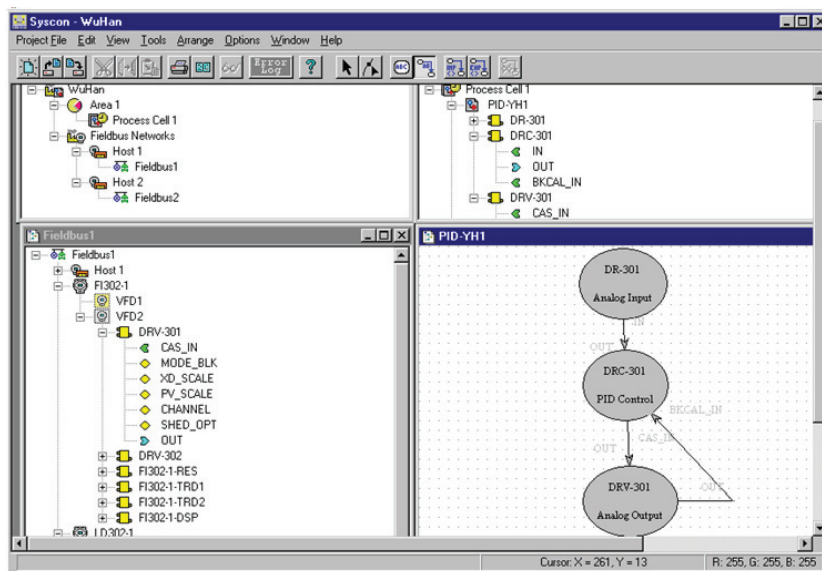 Syscon - WuHan
Project File Edit View Tools Arrange Options Window Help
Error Log
WuHan
Area 1
Process Cell 1
Fieldbus Networks
Host 1
Fieldbus1
Host 2
Fieldbus2
Process Cell 1
PID-YH1
DR-301
DRC-301
IN
OUT
BKCAL_IN
DRV-301
CAS_IN
Fieldbus1
Fieldbus1
Host 1
FI302-1
VFD1
VFD2
DRV-301
CAS_IN
MODE_BLK
XD_SCALE
PV_SCALE
CHANNEL
SHED_OPT
OUT
DRV-302
FI302-1-RES
FI302-1-TRD1
FI302-1-TRD2
FI302-1-DSP
LD302-1
PID-YH1
DR-301
Analog Input
IN
OUT
DRC-301
PID Control
BKCAL_IN
CAS_IN
OUT
DRV-301
OUT
Analog Output
Cursor: X = 261, Y = 13
R: 255, G: 255, B: 255